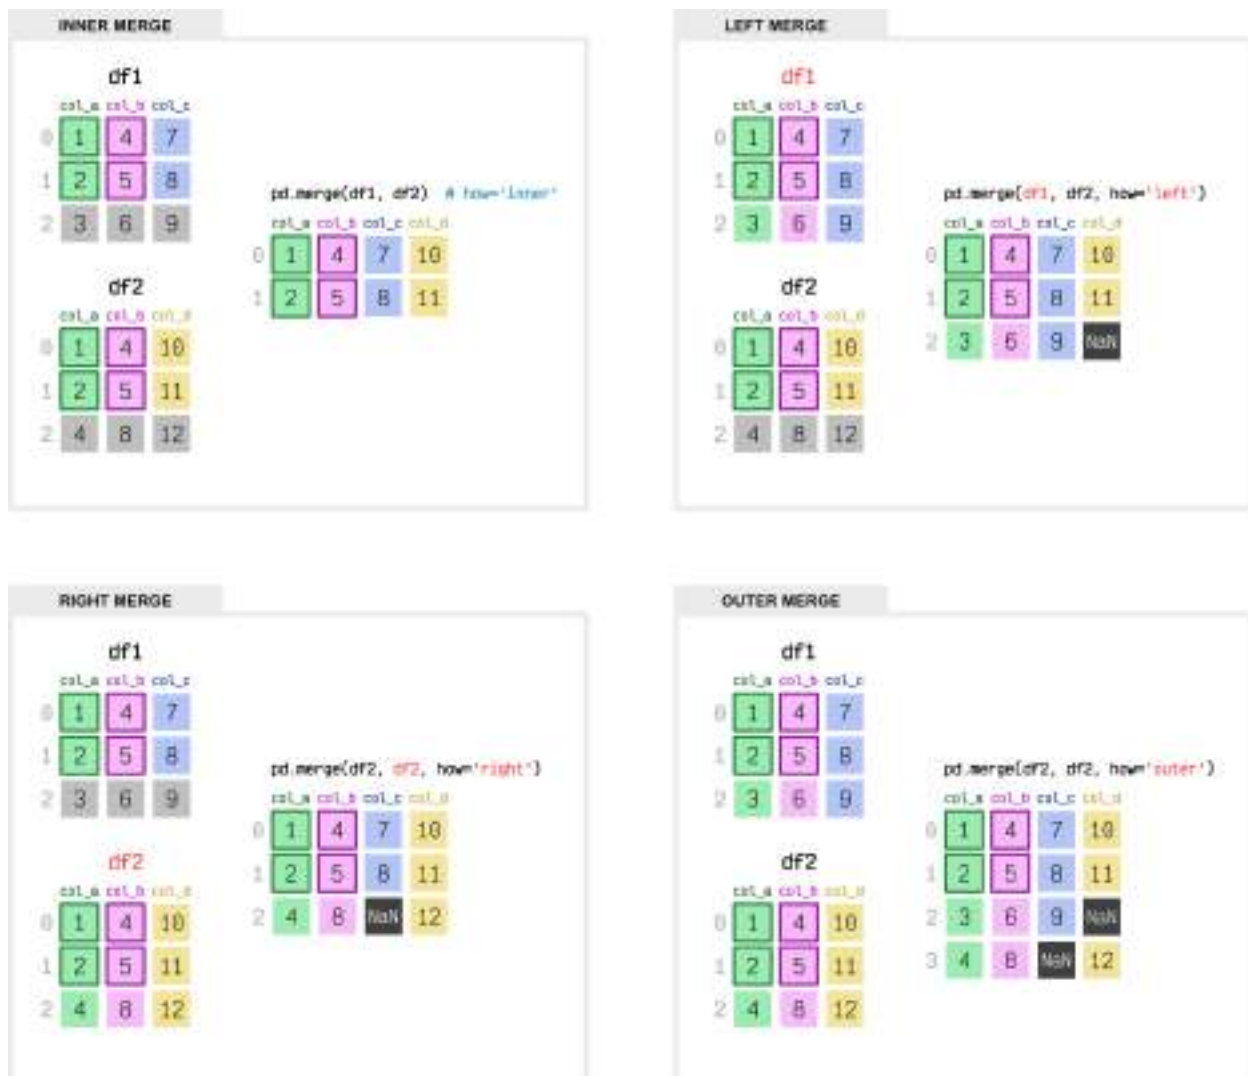 INNER MERGE
df1
col_a col_b col_c
0 1 4 7
1 2 5 8
2 3 6 9
df2
col_a col_b col_d
0 1 4 10
1 2 5 11
2 4 8 12
pd.merge(df1, df2) # how='inner'
col_a col_b col_c col_d
0 1 4 7 10
1 2 5 8 11
LEFT MERGE
df1
col_a col_b col_c
0 1 4 7
1 2 5 8
2 3 6 9
df2
col_a col_b col_d
0 1 4 10
1 2 5 11
2 4 8 12
pd.merge(df1, df2, how='left')
col_a col_b col_c col_d
0 1 4 7 10
1 2 5 8 11
2 3 6 9 NaN
RIGHT MERGE
df1
col_a col_b col_c
0 1 4 7
1 2 5 8
2 3 6 9
df2
col_a col_b col_d
0 1 4 10
1 2 5 11
2 4 8 12
pd.merge(df2, df2, how='right')
col_a col_b col_c col_d
0 1 4 7 10
1 2 5 8 11
2 4 8 NaN 12
OUTER MERGE
df1
col_a col_b col_c
0 1 4 7
1 2 5 8
2 3 6 9
df2
col_a col_b col_d
0 1 4 10
1 2 5 11
2 4 8 12
pd.merge(df2, df2, how='outer')
col_a col_b col_c col_d
0 1 4 7 10
1 2 5 8 11
2 3 6 9 NaN
3 4 8 NaN 12